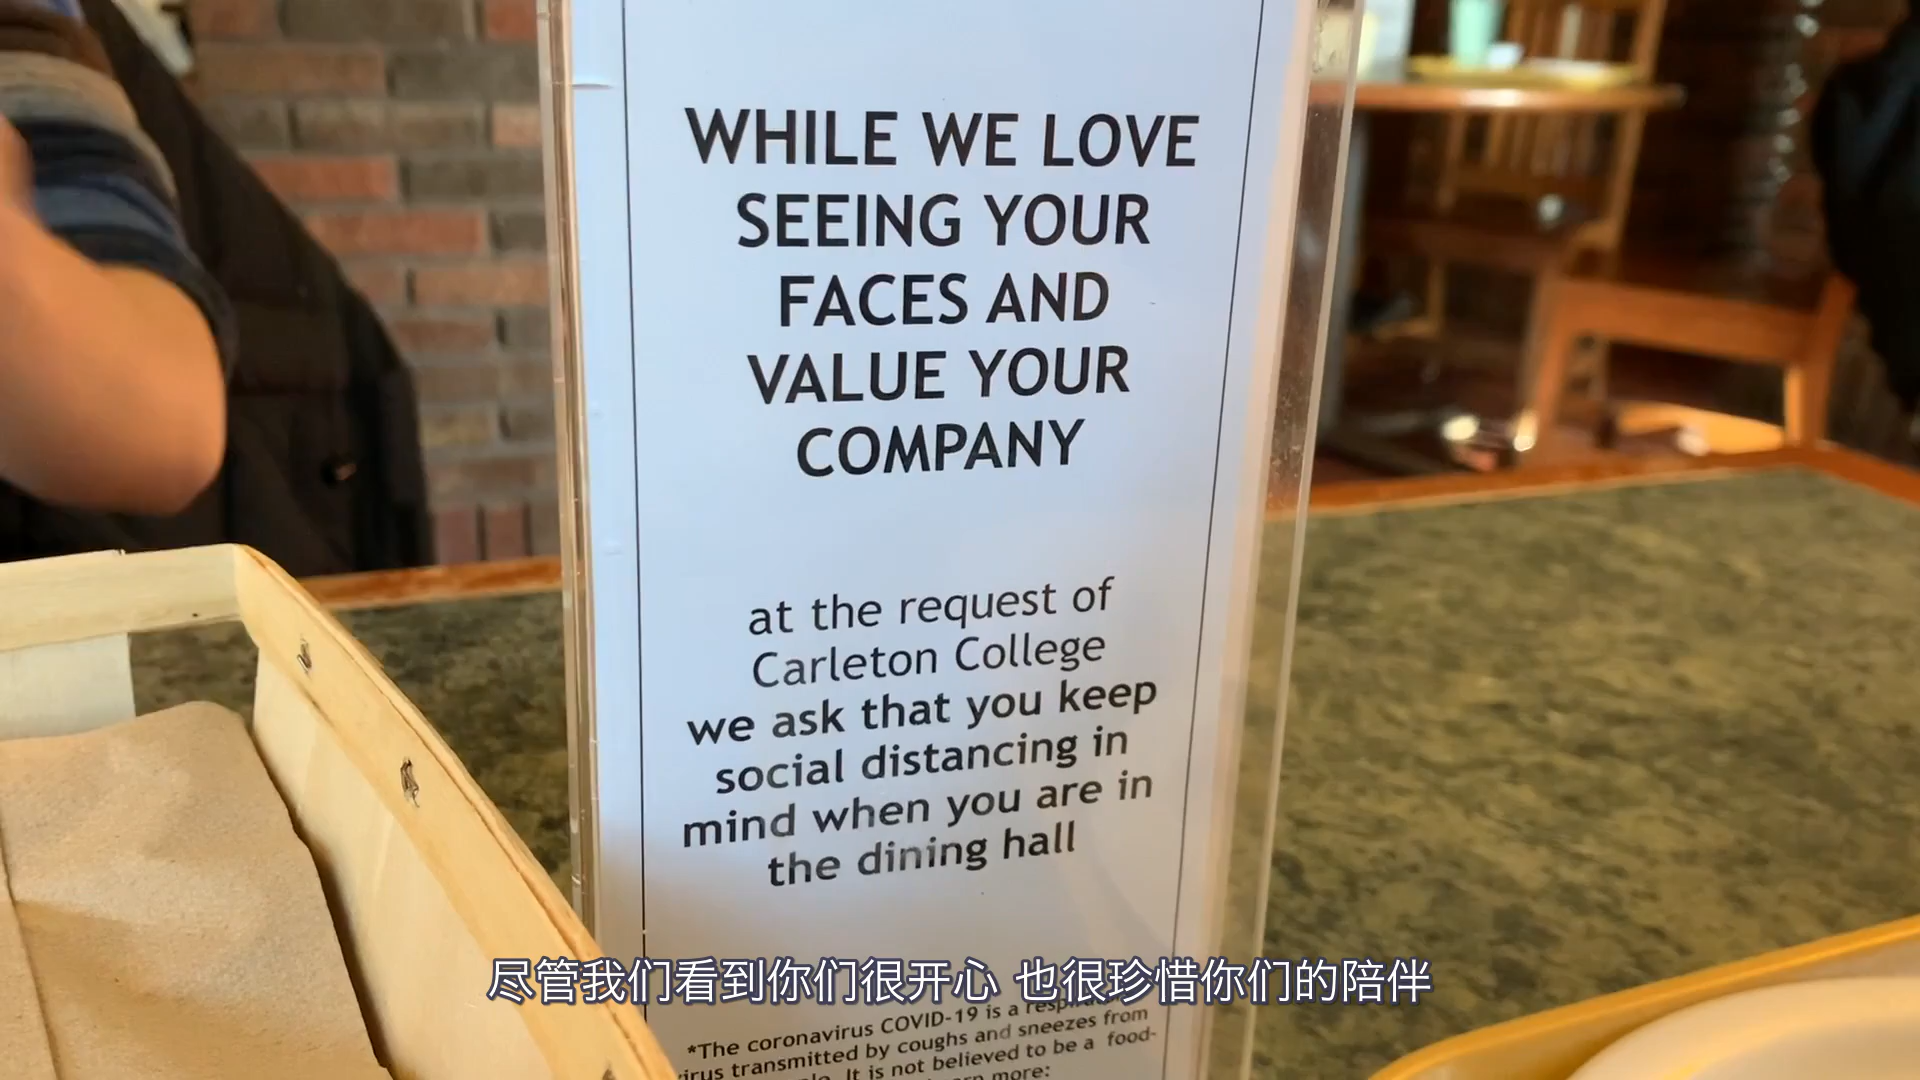 WHILE WE LOVE
SEEING YOUR
FACES AND
VALUE YOUR
COMPANY
at the request of
Carleton College
we ask that you keep
social distancing in
mind when you are in
the dining hall
尽管我们看到你们很开心 也很珍惜你们的陪伴
*The coronavirus COVID-19 is a
virus transmitted by coughs and sneezes from
It is not believed to be a food-
more: